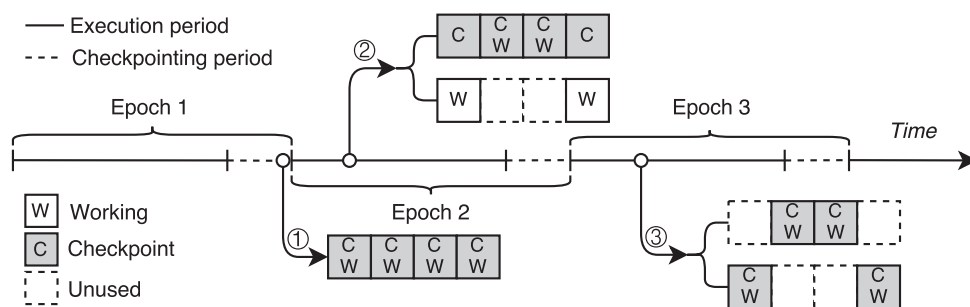 Execution period
Checkpointing period
②
C
C
W
C
W
C
W
W
Epoch 1
Epoch 3
Time
Epoch 2
W
Working
C
Checkpoint
Unused
①
C
W
C
W
C
W
C
W
③
C
W
C
W
C
W
C
W